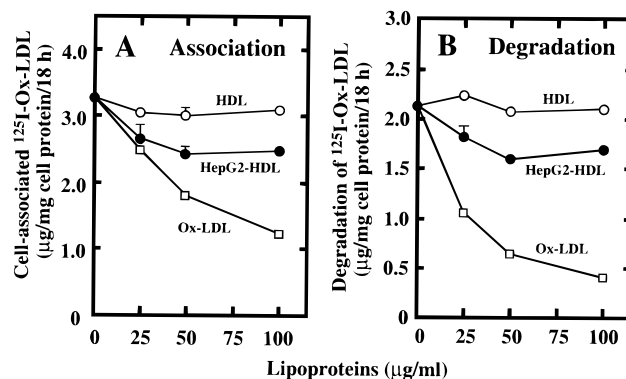 A Association
B Degradation
Cell-associated ¹²⁵I-Ox-LDL
(μg/mg cell protein/18 h)
4.0
3.0
2.0
1.0
0
HDL
HepG2-HDL
Ox-LDL
0 25 50 75 100
Degradation of ¹²⁵I-Ox-LDL
(μg/mg cell protein/18 h)
3.0
2.5
2.0
1.5
1.0
0.5
0
HDL
HepG2-HDL
Ox-LDL
0 25 50 75 100
Lipoproteins (μg/ml)